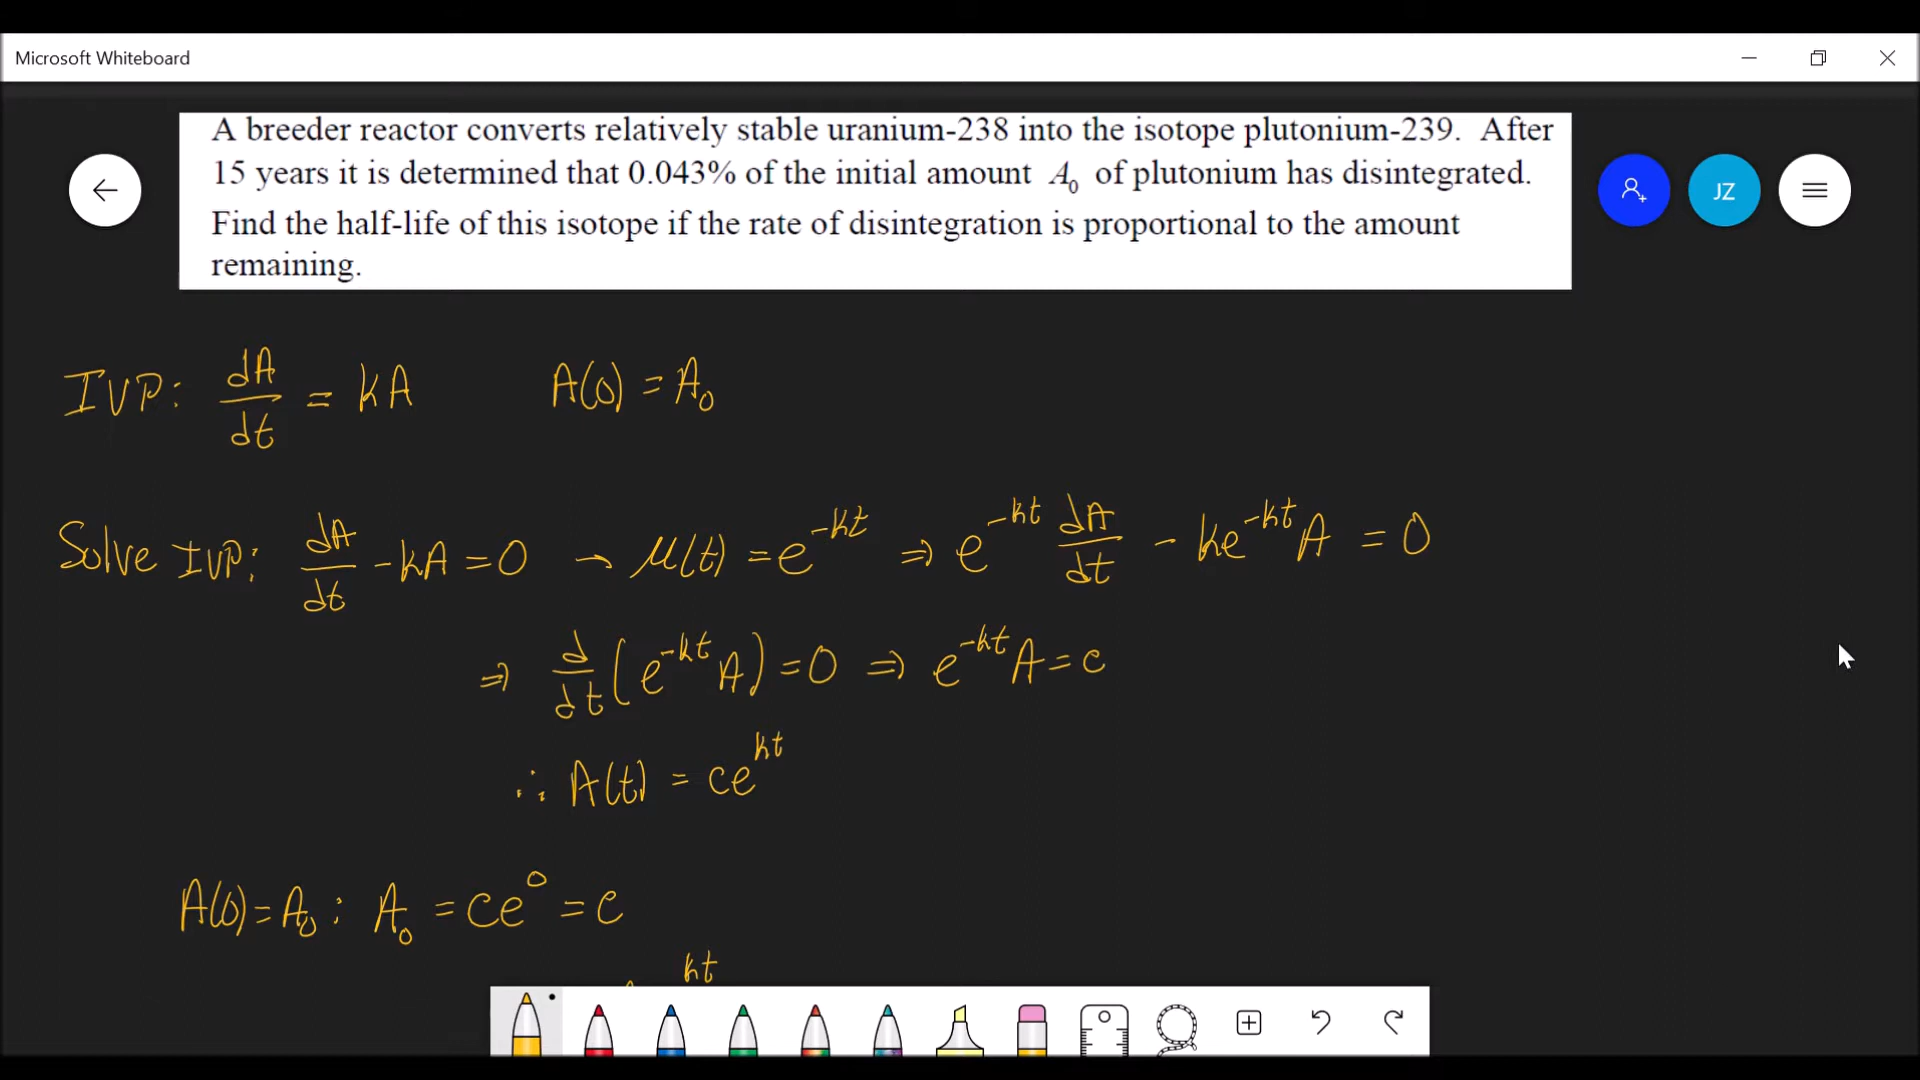 Microsoft Whiteboard
A breeder reactor converts relatively stable uranium-238 into the isotope plutonium-239. After
15 years it is determined that 0.043% of the initial amount A₀ of plutonium has disintegrated.
Find the half-life of this isotope if the rate of disintegration is proportional to the amount
remaining.
JZ
IVP: dA/dt = kA A(0) = A₀
Solve IVP: dA/dt - kA = 0 → μ(t) = e^(-kt) ⇒ e^(-kt) dA/dt - ke^(-kt) A = 0
⇒ d/dt (e^(-kt) A) = 0 ⇒ e^(-kt) A = c
∴ A(t) = ce^(kt)
A(0) = A₀ : A₀ = ce^0 = c
kt